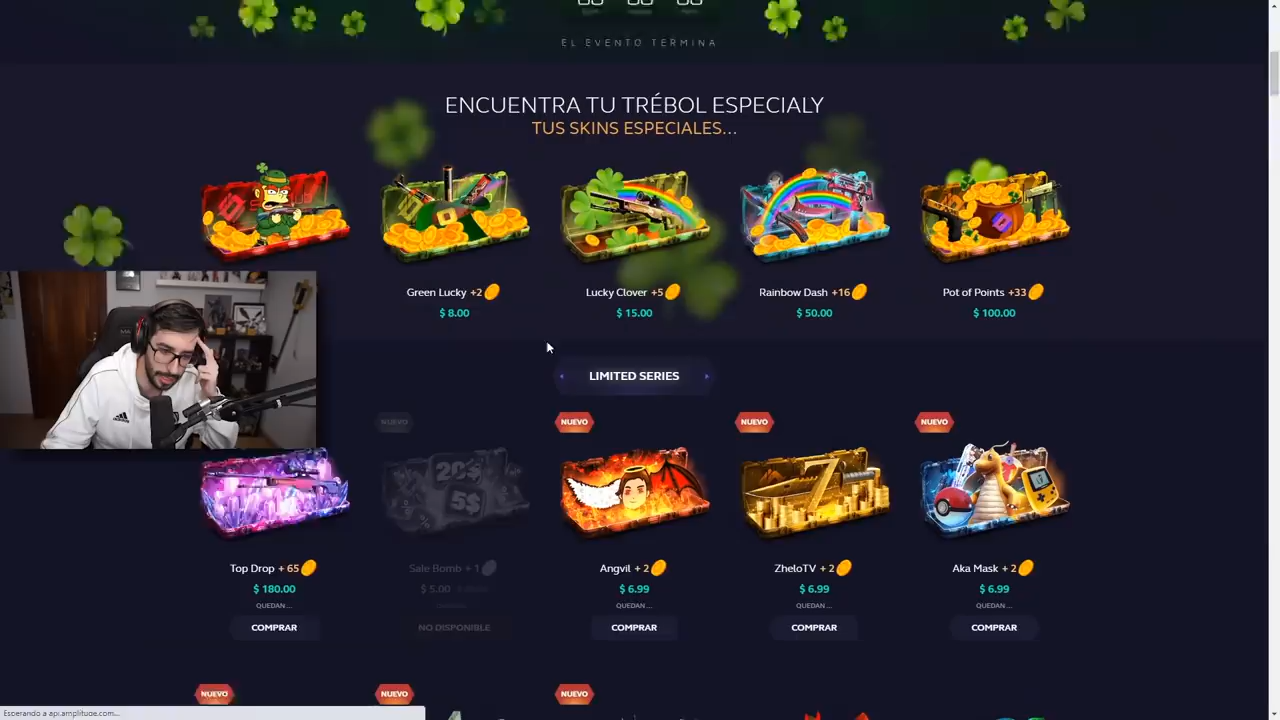 EL EVENTO TERMINA
ENCUENTRA TU TRÉBOL ESPECIALY
TUS SKINS ESPECIALES...
Green Lucky +2
$ 8.00
Lucky Clover +5
$ 15.00
Rainbow Dash +16
$ 50.00
Pot of Points +33
$ 100.00
LIMITED SERIES
NUEVO
NUEVO
NUEVO
NUEVO
20$
5$
Top Drop + 65
$ 180.00
QUEDAN ...
COMPRAR
Sale Bomb + 1
$ 5.00
NO DISPONIBLE
Angvil + 2
$ 6.99
QUEDAN ...
COMPRAR
ZheloTV + 2
$ 6.99
QUEDAN ...
COMPRAR
Aka Mask + 2
$ 6.99
QUEDAN ...
COMPRAR
NUEVO
NUEVO
NUEVO
Esperando a api.amplitude.com...